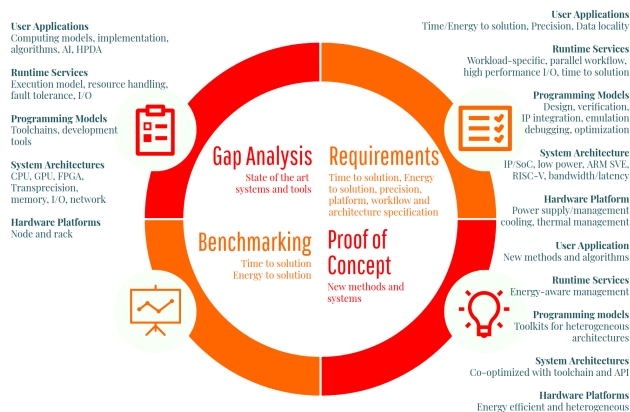 User Applications
Computing models, implementation,
algorithms, AI, HPDA
Runtime Services
Execution model, resource handling,
fault tolerance, I/O
Programming Models
Toolchains, development
tools
System Architectures
CPU, GPU, FPGA,
Transprecision,
memory, I/O, network
Hardware Platforms
Node and rack
Gap Analysis
State of the art
systems and tools
Requirements
Time to solution, Energy
to solution, precision,
platform, workflow and
architecture specification
Benchmarking
Time to solution
Energy to solution
Proof of
Concept
New methods and
systems
User Applications
Time/Energy to solution, Precision, Data locality
Runtime Services
Workload-specific, parallel workflow,
high performance I/O, time to solution
Programming Models
Design, verification,
IP integration, emulation
debugging, optimization
System Architecture
IP/SoC, low power, ARM SVE,
RISC-V, bandwidth/latency
Hardware Platform
Power supply/management
cooling, thermal management
User Application
New methods and algorithms
Runtime Services
Energy-aware management
Programming models
Toolkits for heterogeneous
architectures
System Architectures
Co-optimized with toolchain and API
Hardware Platforms
Energy efficient and heterogeneous